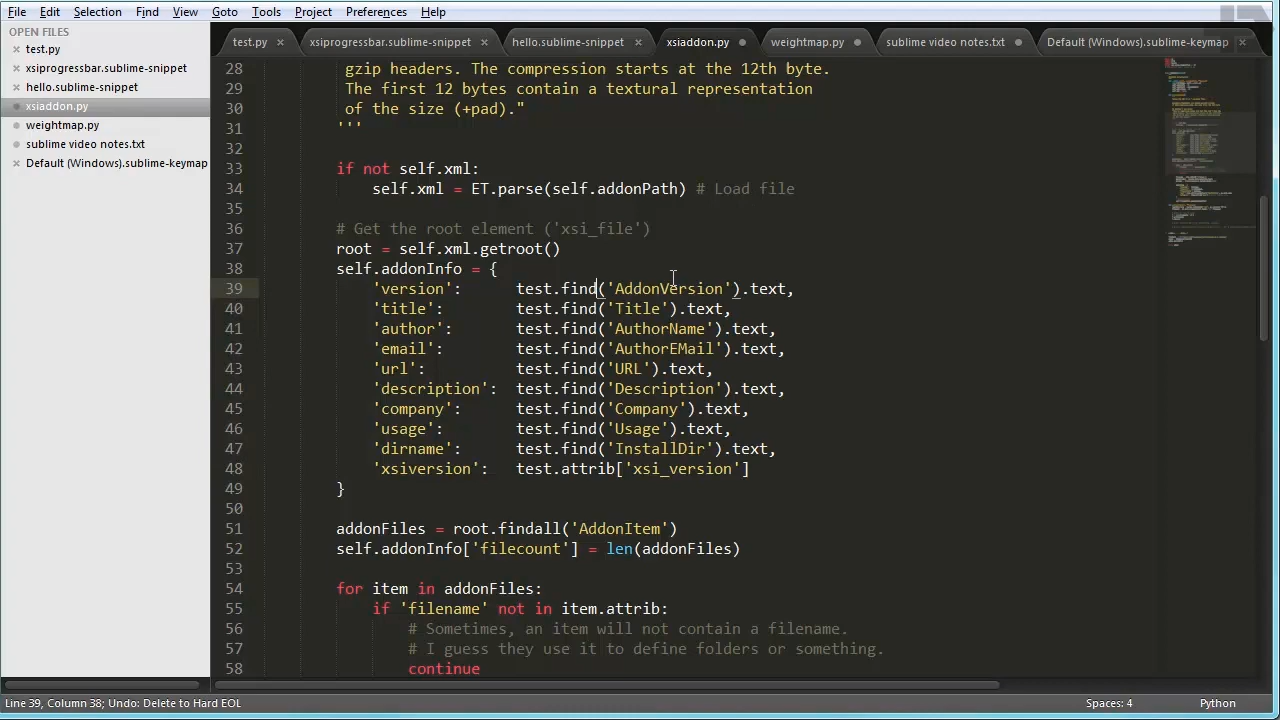 File Edit Selection Find View Goto Tools Project Preferences Help
OPEN FILES
test.py
xsiprogressbar.sublime-snippet
hello.sublime-snippet
xsiaddon.py
weightmap.py
sublime video notes.txt
Default (Windows).sublime-keymap
test.py xsiprogressbar.sublime-snippet hello.sublime-snippet xsiaddon.py weightmap.py sublime video notes.txt Default (Windows).sublime-keymap
28 gzip headers. The compression starts at the 12th byte.
29 The first 12 bytes contain a textural representation
30 of the size (+pad)."
31 '''
32
33 if not self.xml:
34 self.xml = ET.parse(self.addonPath) # Load file
35
36 # Get the root element ('xsi_file')
37 root = self.xml.getroot()
38 self.addonInfo = {
39 'version': test.find('AddonVersion').text,
40 'title': test.find('Title').text,
41 'author': test.find('AuthorName').text,
42 'email': test.find('AuthorEMail').text,
43 'url': test.find('URL').text,
44 'description': test.find('Description').text,
45 'company': test.find('Company').text,
46 'usage': test.find('Usage').text,
47 'dirname': test.find('InstallDir').text,
48 'xsiversion': test.attrib['xsi_version']
49 }
50
51 addonFiles = root.findall('AddonItem')
52 self.addonInfo['filecount'] = len(addonFiles)
53
54 for item in addonFiles:
55 if 'filename' not in item.attrib:
56 # Sometimes, an item will not contain a filename.
57 # I guess they use it to define folders or something.
58 continue
Line 39, Column 38; Undo: Delete to Hard EOL Spaces: 4 Python